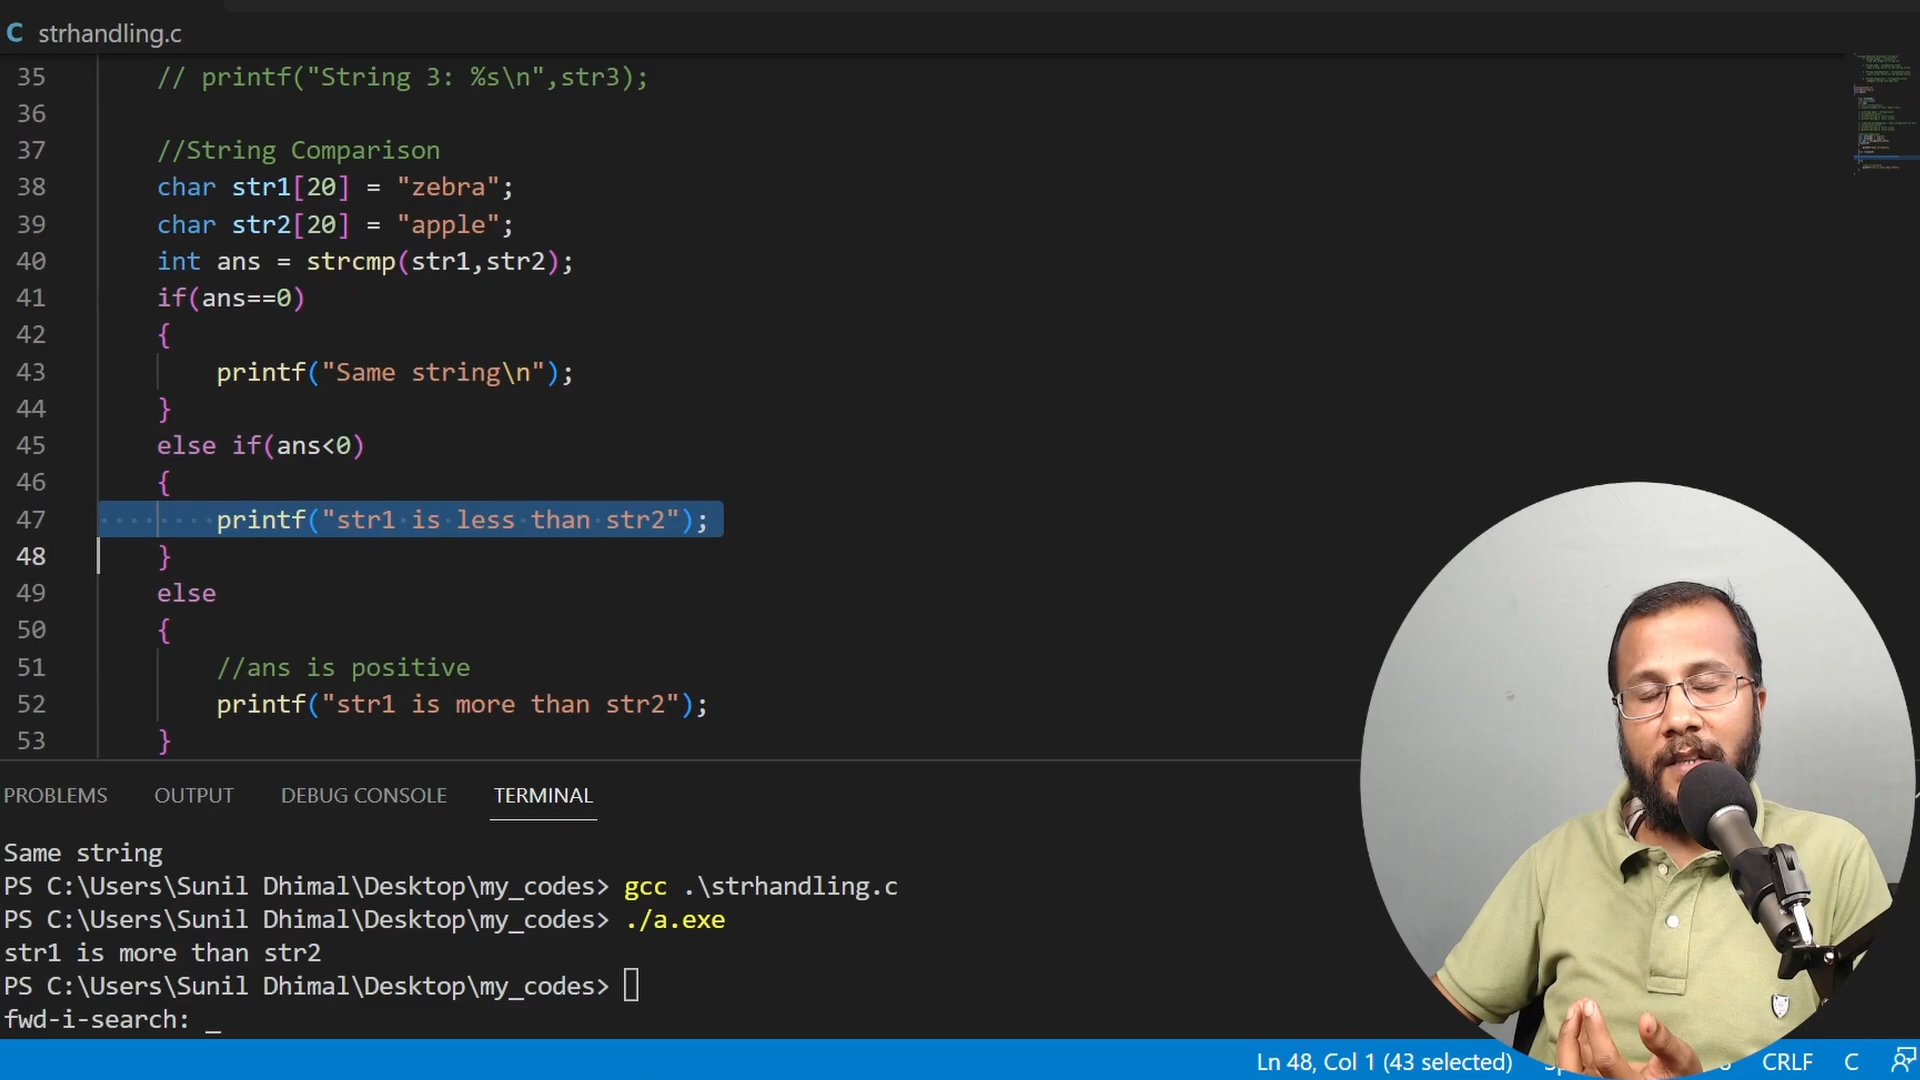 C strhandling.c
35 // printf("String 3: %s\n",str3);
36
37 //String Comparison
38 char str1[20] = "zebra";
39 char str2[20] = "apple";
40 int ans = strcmp(str1,str2);
41 if(ans==0)
42 {
43 printf("Same string\n");
44 }
45 else if(ans<0)
46 {
47 printf("str1 is less than str2");
48 }
49 else
50 {
51 //ans is positive
52 printf("str1 is more than str2");
53 }
PROBLEMS OUTPUT DEBUG CONSOLE TERMINAL
Same string
PS C:\Users\Sunil Dhimal\Desktop\my_codes> gcc .\strhandling.c
PS C:\Users\Sunil Dhimal\Desktop\my_codes> ./a.exe
str1 is more than str2
PS C:\Users\Sunil Dhimal\Desktop\my_codes>
fwd-i-search: _
Ln 48, Col 1 (43 selected) CRLF C